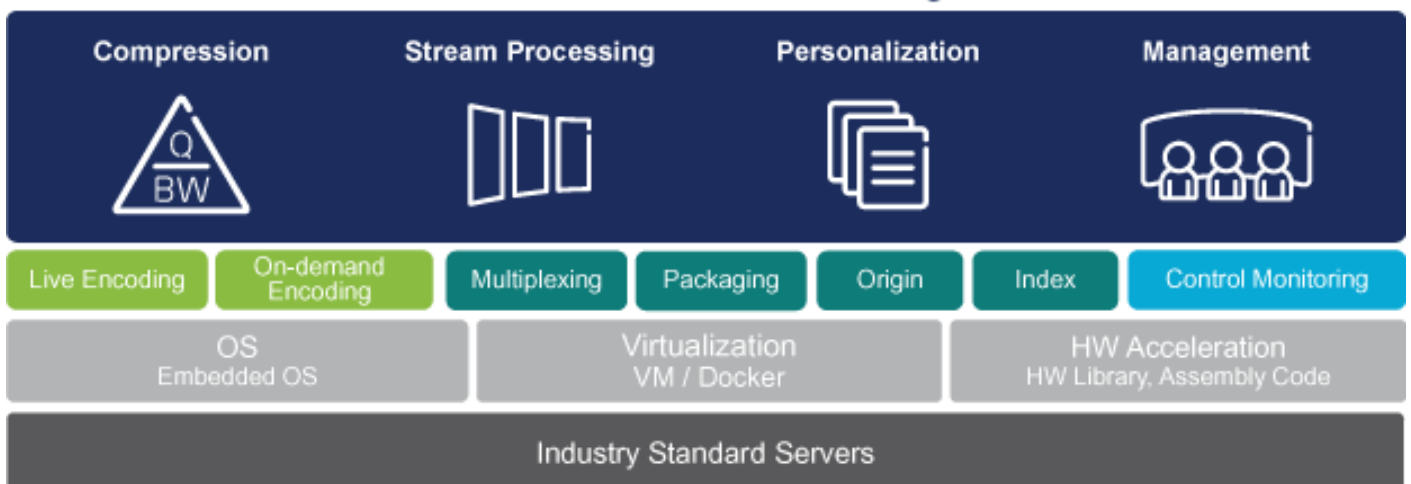 Compression
Stream Processing
Personalization
Management
Q
BW
Live Encoding
On-demand
Encoding
Multiplexing
Packaging
Origin
Index
Control Monitoring
OS
Embedded OS
Virtualization
VM / Docker
HW Acceleration
HW Library, Assembly Code
Industry Standard Servers